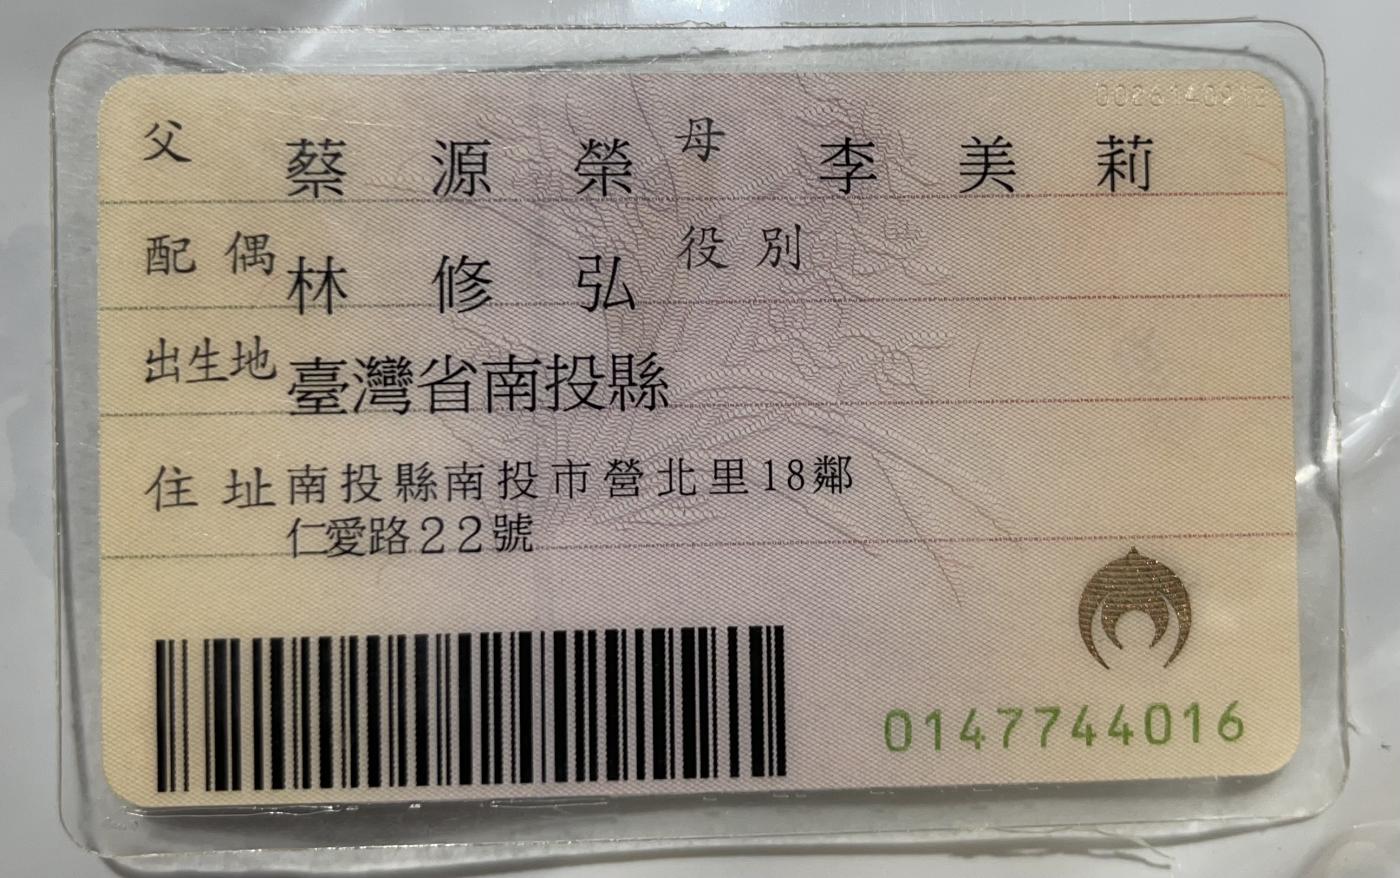 父 蔡源榮 母 李美莉
配偶 林修弘 役別
出生地 臺灣省南投縣
住址 南投縣南投市營北里18鄰
仁愛路22號
0147744016